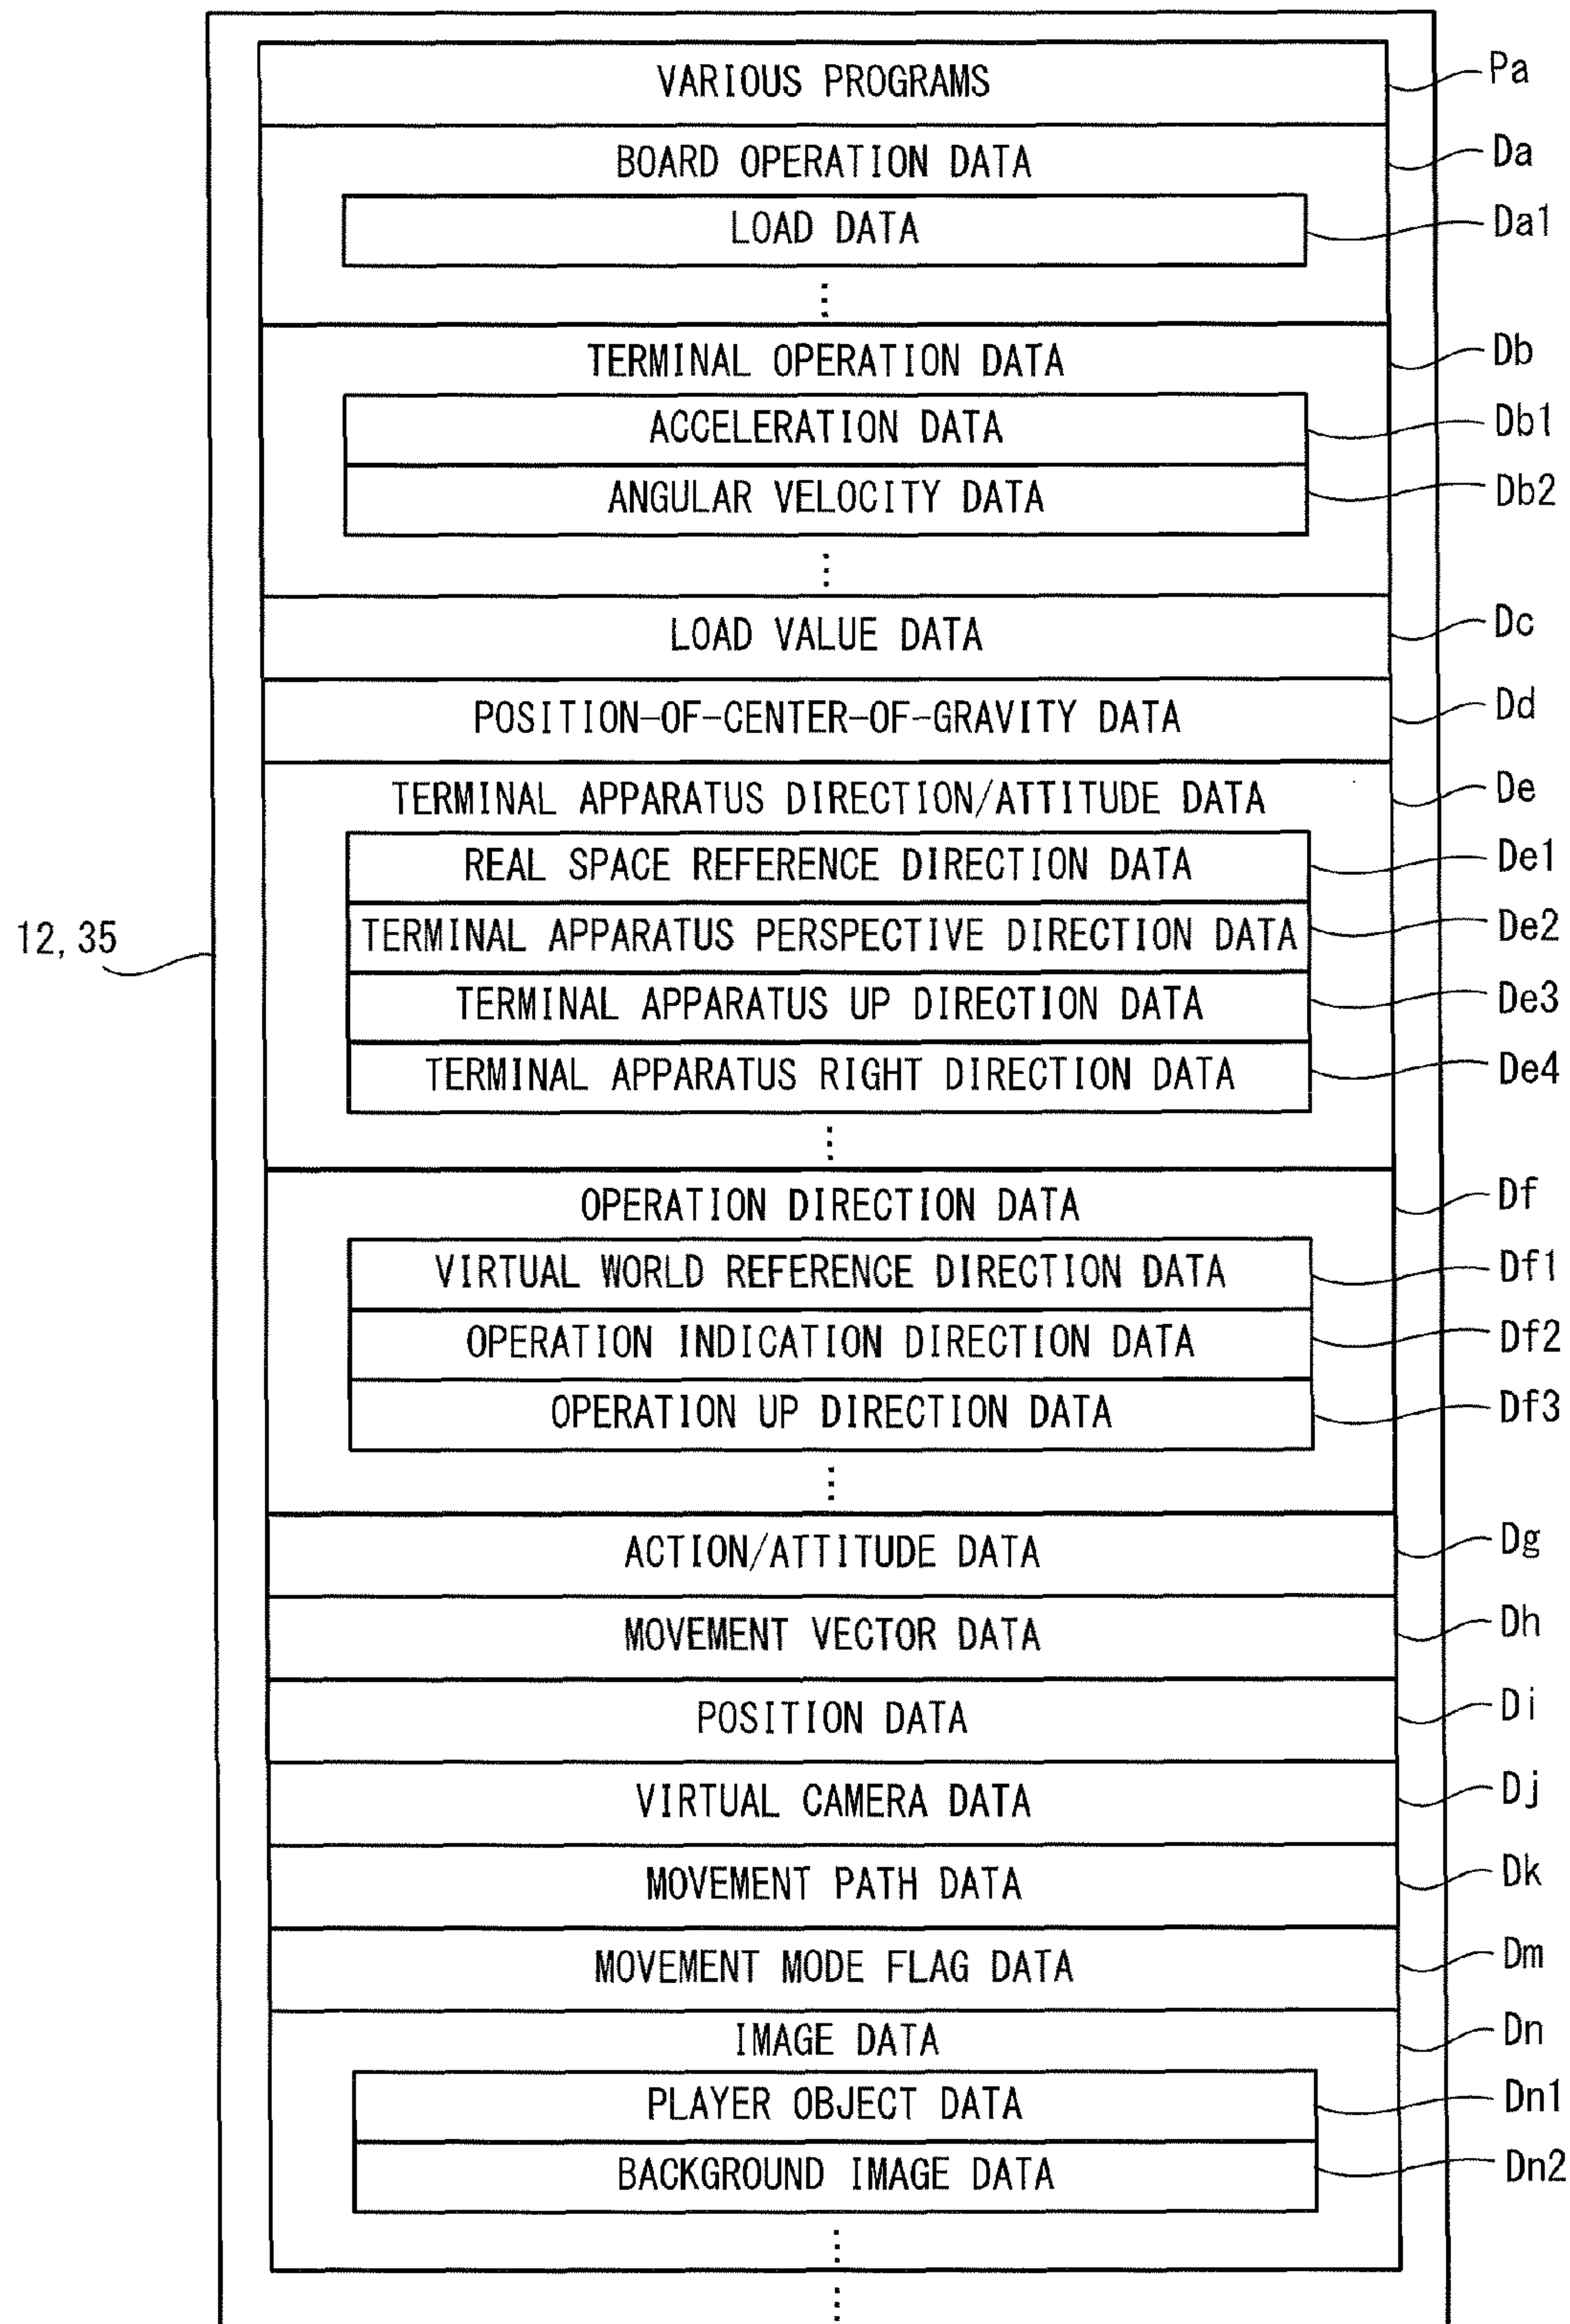 VARIOUS PROGRAMS Pa
BOARD OPERATION DATA Da
LOAD DATA Da1
TERMINAL OPERATION DATA Db
ACCELERATION DATA Db1
ANGULAR VELOCITY DATA Db2
LOAD VALUE DATA Dc
POSITION-OF-CENTER-OF-GRAVITY DATA Dd
TERMINAL APPARATUS DIRECTION/ATTITUDE DATA De
REAL SPACE REFERENCE DIRECTION DATA De1
12, 35 TERMINAL APPARATUS PERSPECTIVE DIRECTION DATA De2
TERMINAL APPARATUS UP DIRECTION DATA De3
TERMINAL APPARATUS RIGHT DIRECTION DATA De4
OPERATION DIRECTION DATA Df
VIRTUAL WORLD REFERENCE DIRECTION DATA Df1
OPERATION INDICATION DIRECTION DATA Df2
OPERATION UP DIRECTION DATA Df3
ACTION/ATTITUDE DATA Dg
MOVEMENT VECTOR DATA Dh
POSITION DATA Di
VIRTUAL CAMERA DATA Dj
MOVEMENT PATH DATA Dk
MOVEMENT MODE FLAG DATA Dm
IMAGE DATA Dn
PLAYER OBJECT DATA Dn1
BACKGROUND IMAGE DATA Dn2